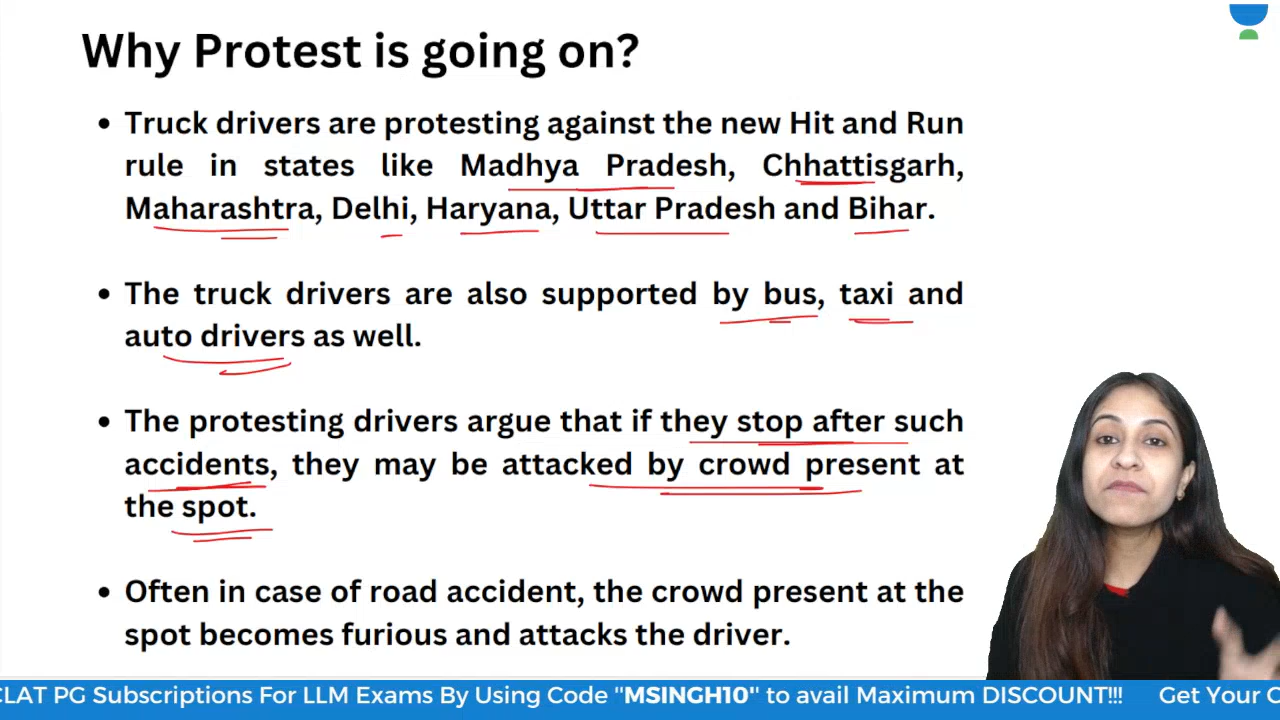 Why Protest is going on?
• Truck drivers are protesting against the new Hit and Run
rule in states like Madhya Pradesh, Chhattisgarh,
Maharashtra, Delhi, Haryana, Uttar Pradesh and Bihar.
• The truck drivers are also supported by bus, taxi and
auto drivers as well.
• The protesting drivers argue that if they stop after such
accidents, they may be attacked by crowd present at
the spot.
• Often in case of road accident, the crowd present at the
spot becomes furious and attacks the driver.
CLAT PG Subscriptions For LLM Exams By Using Code "MSINGH10" to avail Maximum DISCOUNT!!! Get Your C